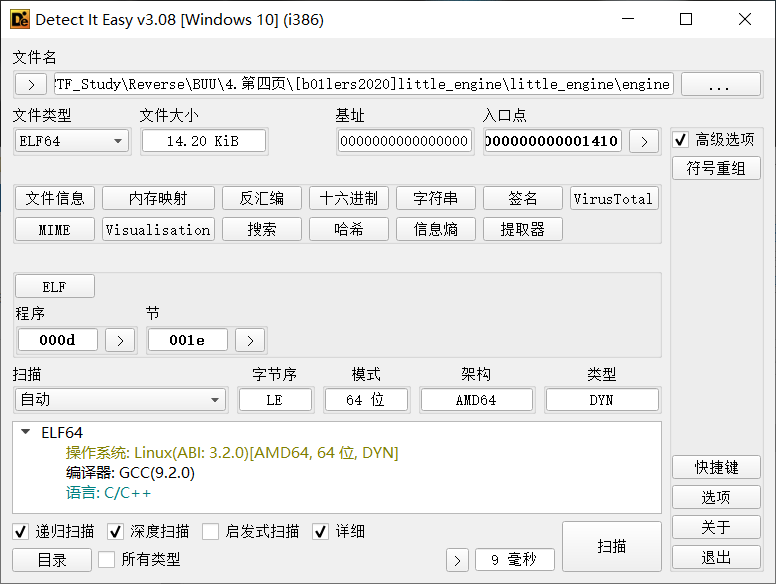 Detect It Easy v3.08 [Windows 10] (i386)
文件名
> TF_Study\Reverse\BUU\4.第四页\[b01lers2020]little_engine\little_engine\engine ...
文件类型 文件大小 基址 入口点
ELF64 14.20 KiB 0000000000000000 000000000001410 > 高级选项
符号重组
文件信息 内存映射 反汇编 十六进制 字符串 签名 VirusTotal
MIME Visualisation 搜索 哈希 信息熵 提取器
ELF
程序 节
000d > 001e >
扫描 字节序 模式 架构 类型
自动 LE 64 位 AMD64 DYN
ELF64
操作系统: Linux(ABI: 3.2.0)[AMD64, 64 位, DYN]
编译器: GCC(9.2.0)
语言: C/C++
快捷键
选项
关于
退出
递归扫描 深度扫描 启发式扫描 详细
目录 所有类型 > 9 毫秒 扫描